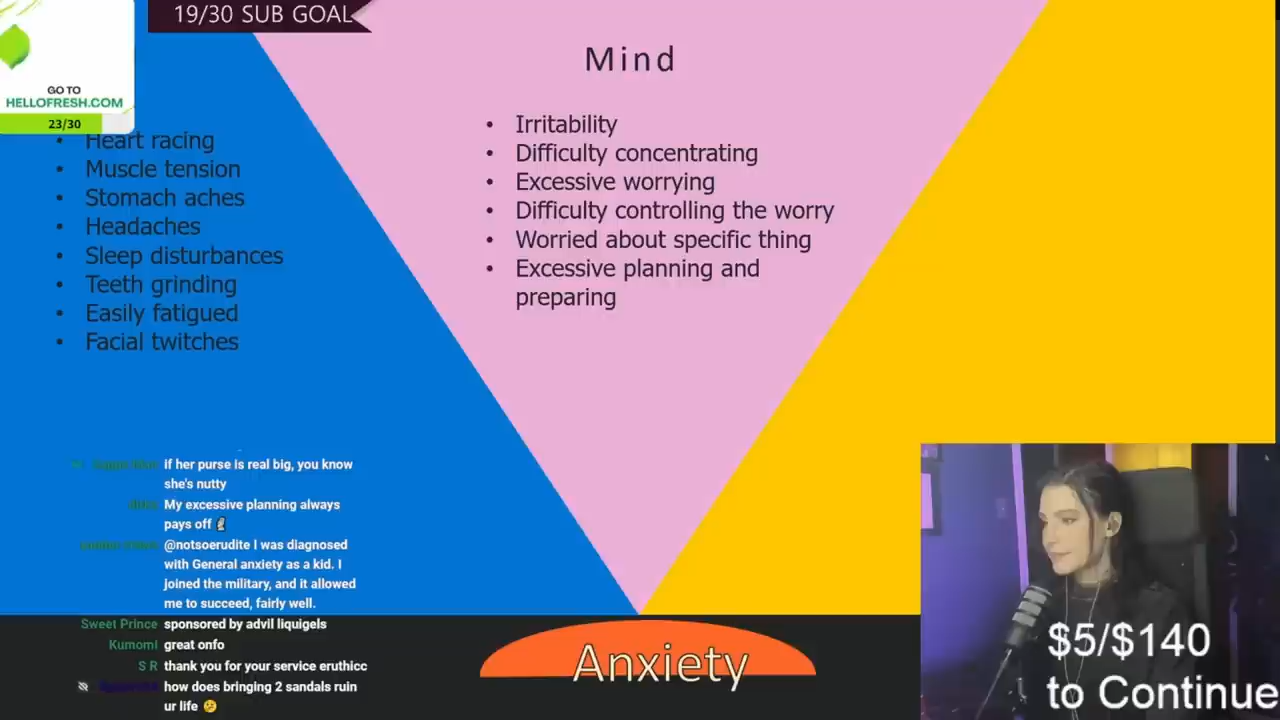 19/30 SUB GOAL
GO TO
HELLOFRESH.COM
23/30
Mind
• Heart racing
• Muscle tension
• Stomach aches
• Headaches
• Sleep disturbances
• Teeth grinding
• Easily fatigued
• Facial twitches
• Irritability
• Difficulty concentrating
• Excessive worrying
• Difficulty controlling the worry
• Worried about specific thing
• Excessive planning and
preparing
if her purse is real big, you know
she's nutty
My excessive planning always
pays off
@notsoerudite I was diagnosed
with General anxiety as a kid. I
joined the military, and it allowed
me to succeed, fairly well.
Sweet Prince sponsored by advil liquigels
Kumomi great onfo
S R thank you for your service eruthicc
how does bringing 2 sandals ruin
ur life
Anxiety
$5/$140
to Continue